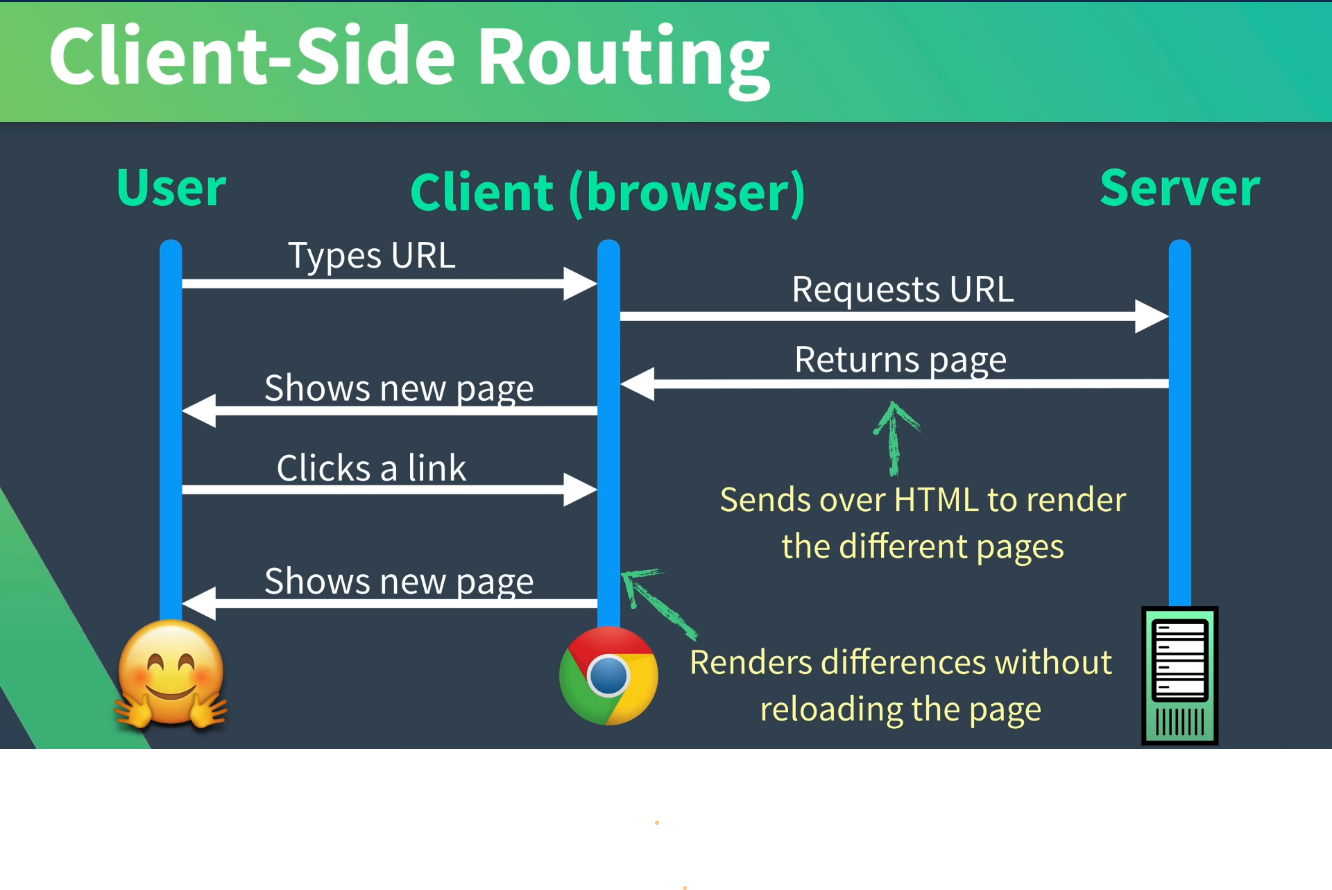 Client-Side Routing
User
Client (browser)
Server
Types URL
Requests URL
Returns page
Shows new page
Clicks a link
Sends over HTML to render
the different pages
Shows new page
Renders differences without
reloading the page